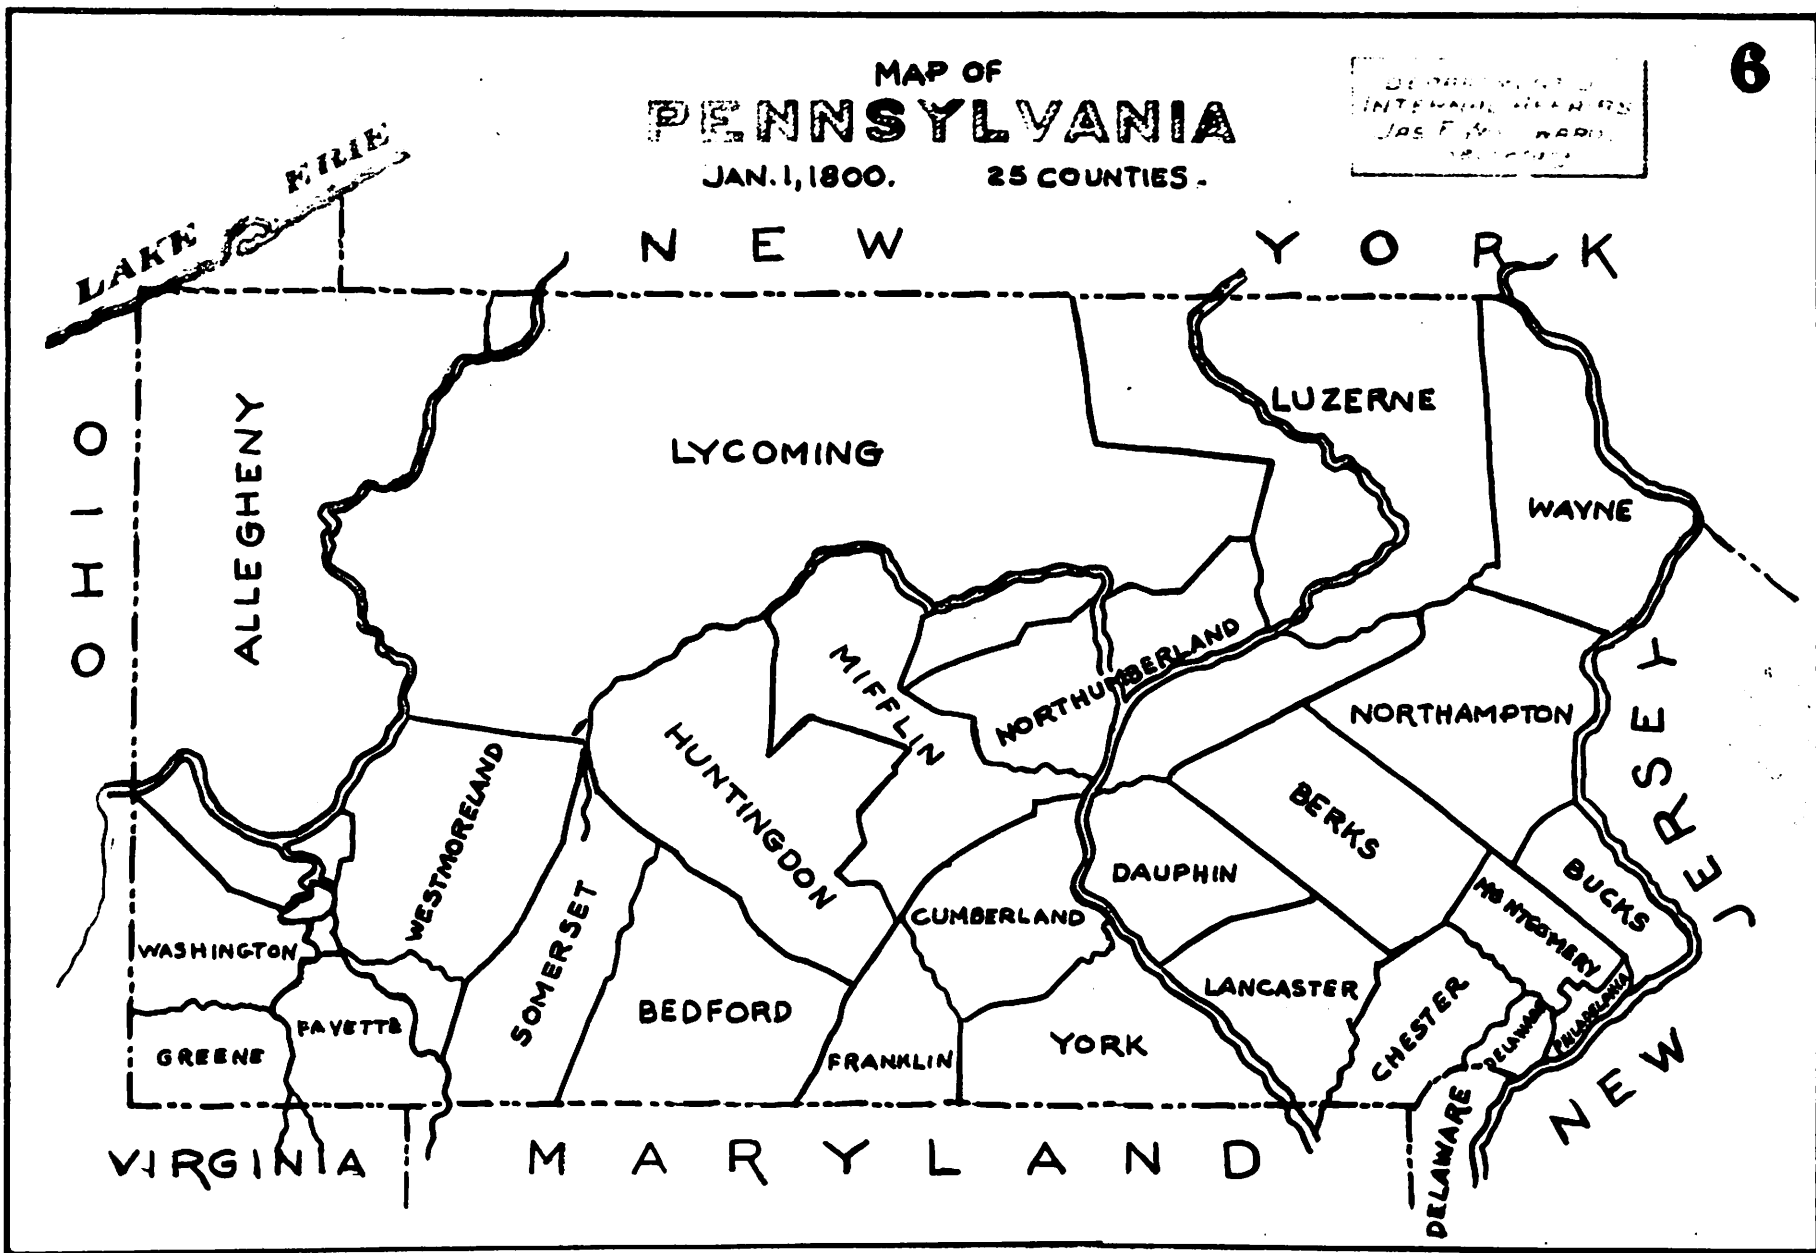 6
MAP OF
PENNSYLVANIA
JAN. 1, 1800. 25 COUNTIES.
INTERNAL AFFAIRS
LAKE ERIE
NEW YORK
OHIO
ALLEGHENY
LYCOMING
LUZERNE
WAYNE
MIFFLIN
NORTHUMBERLAND
HUNTINGDON
NORTHAMPTON
WESTMORELAND
BERKS
DAUPHIN
BUCKS
MONTGOMERY
CUMBERLAND
SOMERSET
WASHINGTON
LANCASTER
PHILADELPHIA
CHESTER
DELAWARE
BEDFORD
FAYETTE
GREENE
FRANKLIN
YORK
NEW JERSEY
VIRGINIA
MARYLAND
DELAWARE